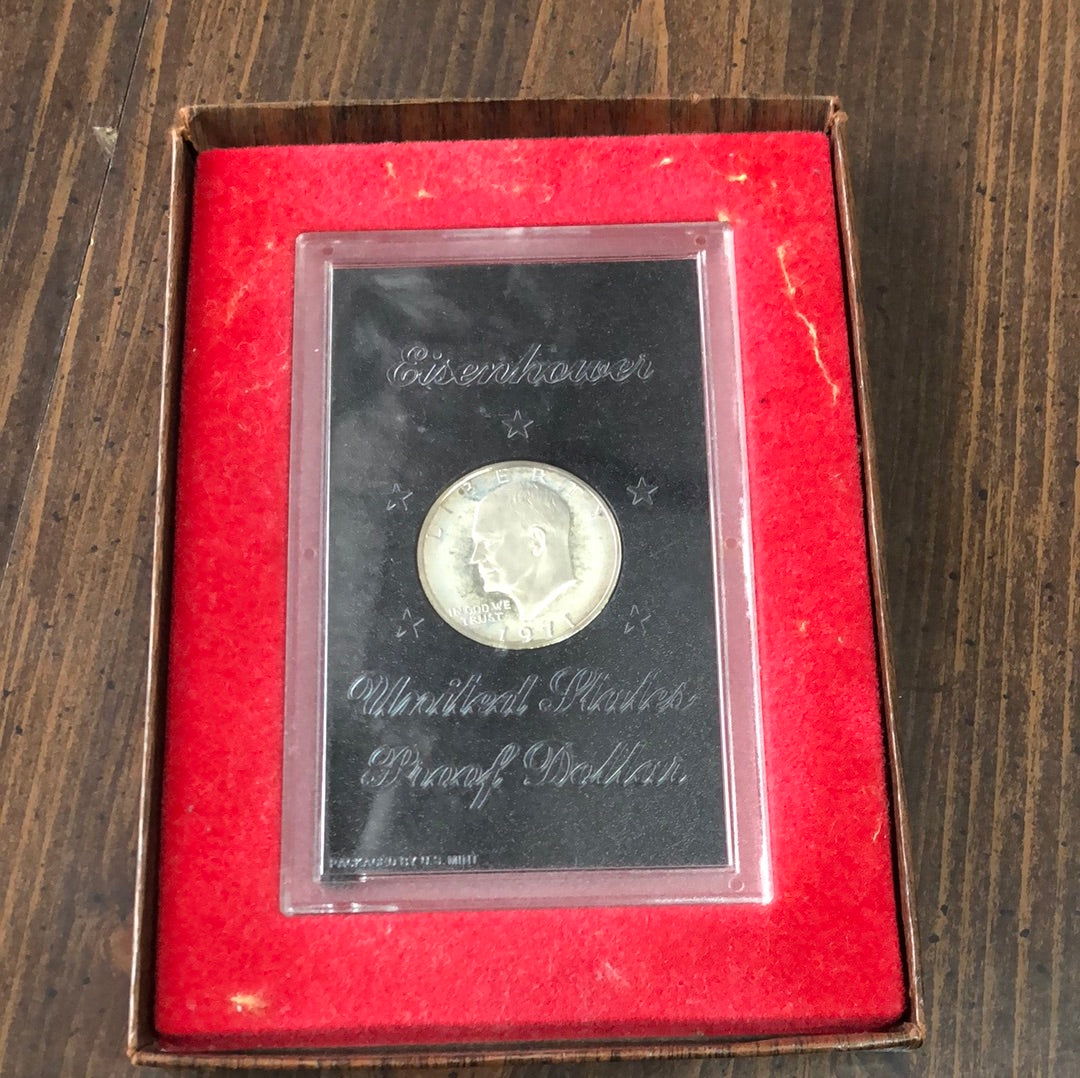 Eisenhower
LIBERTY
IN GOD WE
TRUST
1971
United States
Proof Dollar
PACKAGED BY U.S. MINT